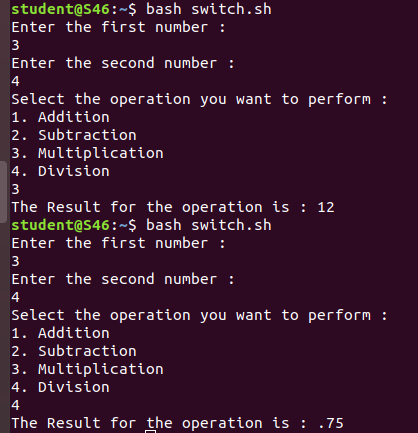 student@S46:~$ bash switch.sh
Enter the first number :
3
Enter the second number :
4
Select the operation you want to perform :
1. Addition
2. Subtraction
3. Multiplication
4. Division
3
The Result for the operation is : 12
student@S46:~$ bash switch.sh
Enter the first number :
3
Enter the second number :
4
Select the operation you want to perform :
1. Addition
2. Subtraction
3. Multiplication
4. Division
4
The Result for the operation is : .75